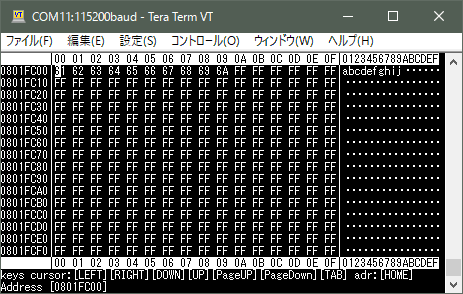 COM11:115200baud - Tera Term VT
ファイル(F) 編集(E) 設定(S) コントロール(O) ウィンドウ(W) ヘルプ(H)
00 01 02 03 04 05 06 07 08 09 0A 0B 0C 0D 0E 0F 0123456789ABCDEF
0801FC00 61 62 63 64 65 66 67 68 69 6A FF FF FF FF FF FF abcdefghij······
0801FC10 FF FF FF FF FF FF FF FF FF FF FF FF FF FF FF FF ················
0801FC20 FF FF FF FF FF FF FF FF FF FF FF FF FF FF FF FF ················
0801FC30 FF FF FF FF FF FF FF FF FF FF FF FF FF FF FF FF ················
0801FC40 FF FF FF FF FF FF FF FF FF FF FF FF FF FF FF FF ················
0801FC50 FF FF FF FF FF FF FF FF FF FF FF FF FF FF FF FF ················
0801FC60 FF FF FF FF FF FF FF FF FF FF FF FF FF FF FF FF ················
0801FC70 FF FF FF FF FF FF FF FF FF FF FF FF FF FF FF FF ················
0801FC80 FF FF FF FF FF FF FF FF FF FF FF FF FF FF FF FF ················
0801FC90 FF FF FF FF FF FF FF FF FF FF FF FF FF FF FF FF ················
0801FCA0 FF FF FF FF FF FF FF FF FF FF FF FF FF FF FF FF ················
0801FCB0 FF FF FF FF FF FF FF FF FF FF FF FF FF FF FF FF ················
0801FCC0 FF FF FF FF FF FF FF FF FF FF FF FF FF FF FF FF ················
0801FCD0 FF FF FF FF FF FF FF FF FF FF FF FF FF FF FF FF ················
0801FCE0 FF FF FF FF FF FF FF FF FF FF FF FF FF FF FF FF ················
0801FCF0 FF FF FF FF FF FF FF FF FF FF FF FF FF FF FF FF ················
00 01 02 03 04 05 06 07 08 09 0A 0B 0C 0D 0E 0F 0123456789ABCDEF
keys cursor:[LEFT][RIGHT][DOWN][UP][PageUP][PageDown][TAB] adr:[HOME]
Address [0801FC00]